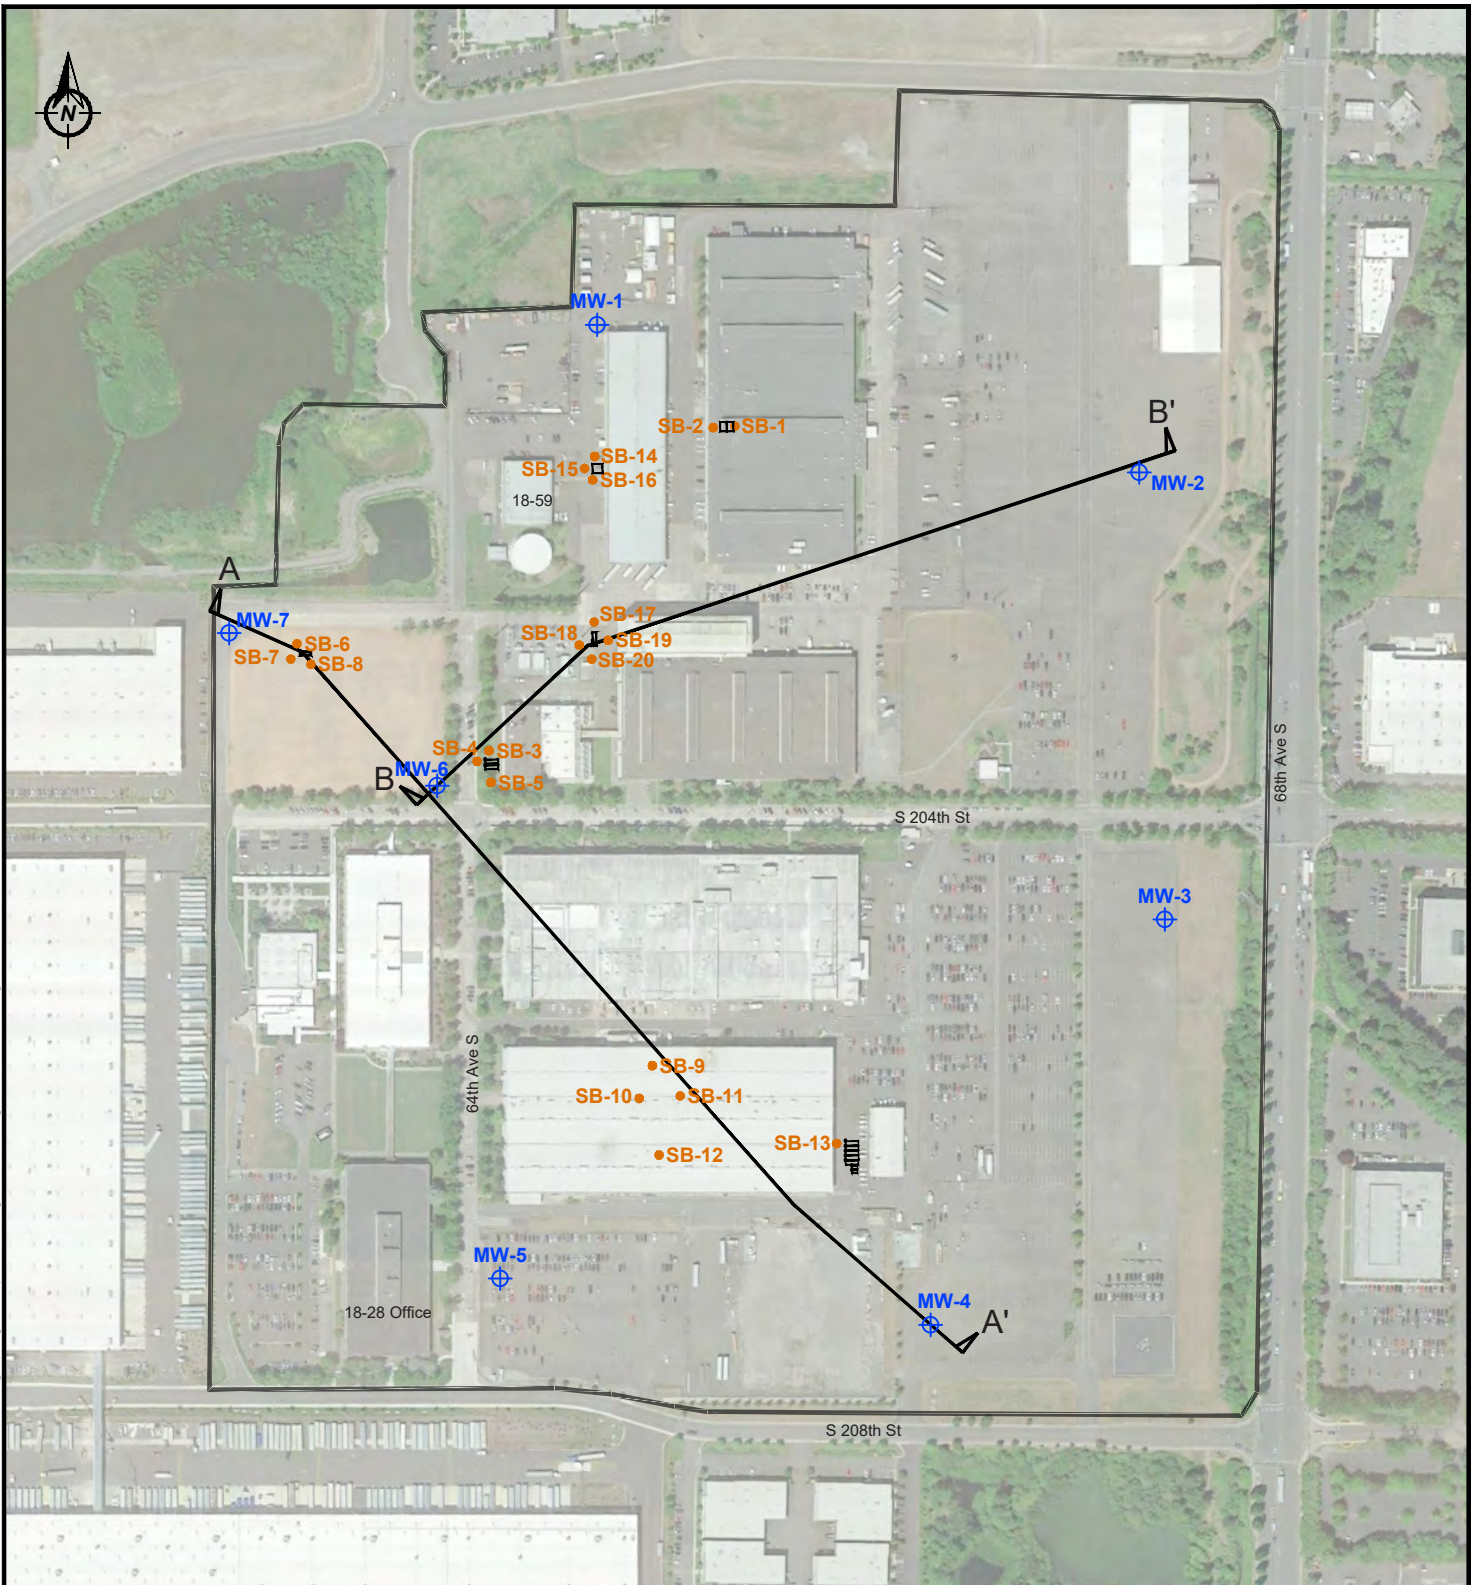 N
MW-1
B'
SB-2
SB-1
SB-14
SB-15
SB-16
MW-2
18-59
A
MW-7
SB-17
SB-18
SB-19
SB-6
SB-7
SB-8
SB-20
SB-4
SB-3
MW-6
B
SB-5
68th Ave S
S 204th St
MW-3
64th Ave S
SB-9
SB-10
SB-11
SB-13
SB-12
MW-5
MW-4
18-28 Office
A'
S 208th St